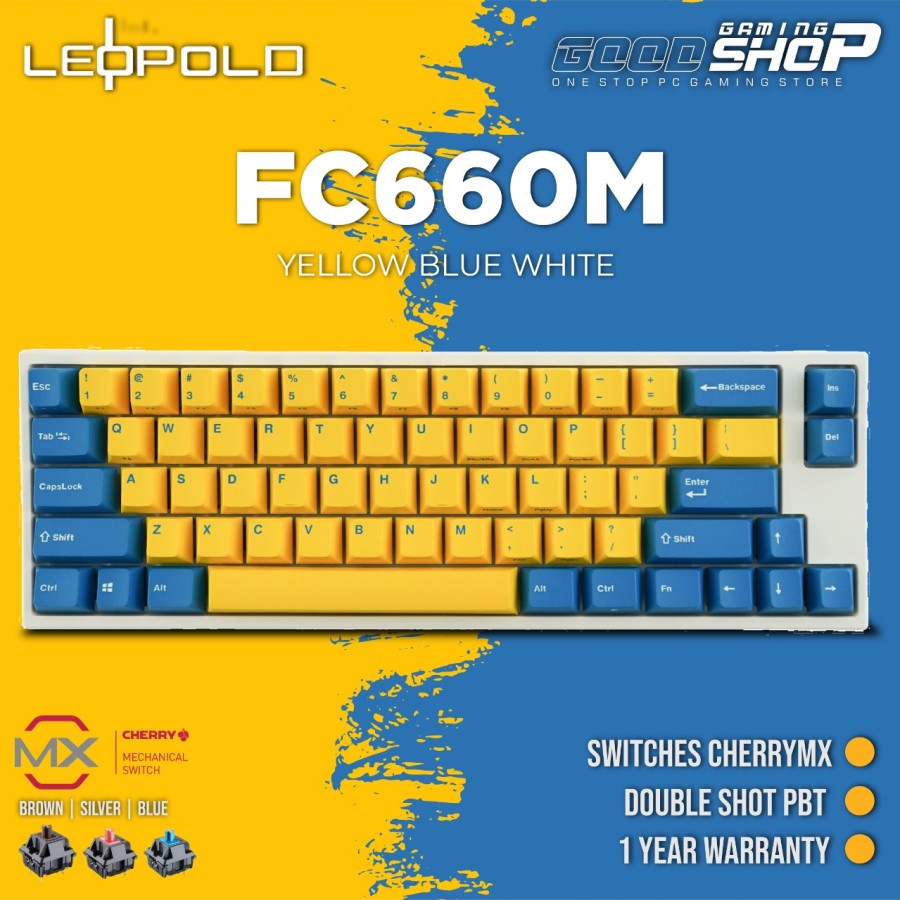 LEOPOLD
GAMING
GOOD SHOP
ONE STOP PC GAMING STORE
FC660M
YELLOW BLUE WHITE
Esc ! 1 @ 2 # 3 $ 4 % 5 ^ 6 & 7 * 8 ( 9 ) 0 _ - + = ←Backspace Ins
Tab Q W E R T Y U I O P { [ } ] | \ Del
CapsLock A S D F G H J K L : ; " ' Enter
⇧ Shift Z X C V B N M < , > . ? / ⇧ Shift ↑
Ctrl Alt Alt Ctrl Fn ← ↓ →
MX
CHERRY
MECHANICAL
SWITCH
BROWN | SILVER | BLUE
SWITCHES CHERRYMX
DOUBLE SHOT PBT
1 YEAR WARRANTY